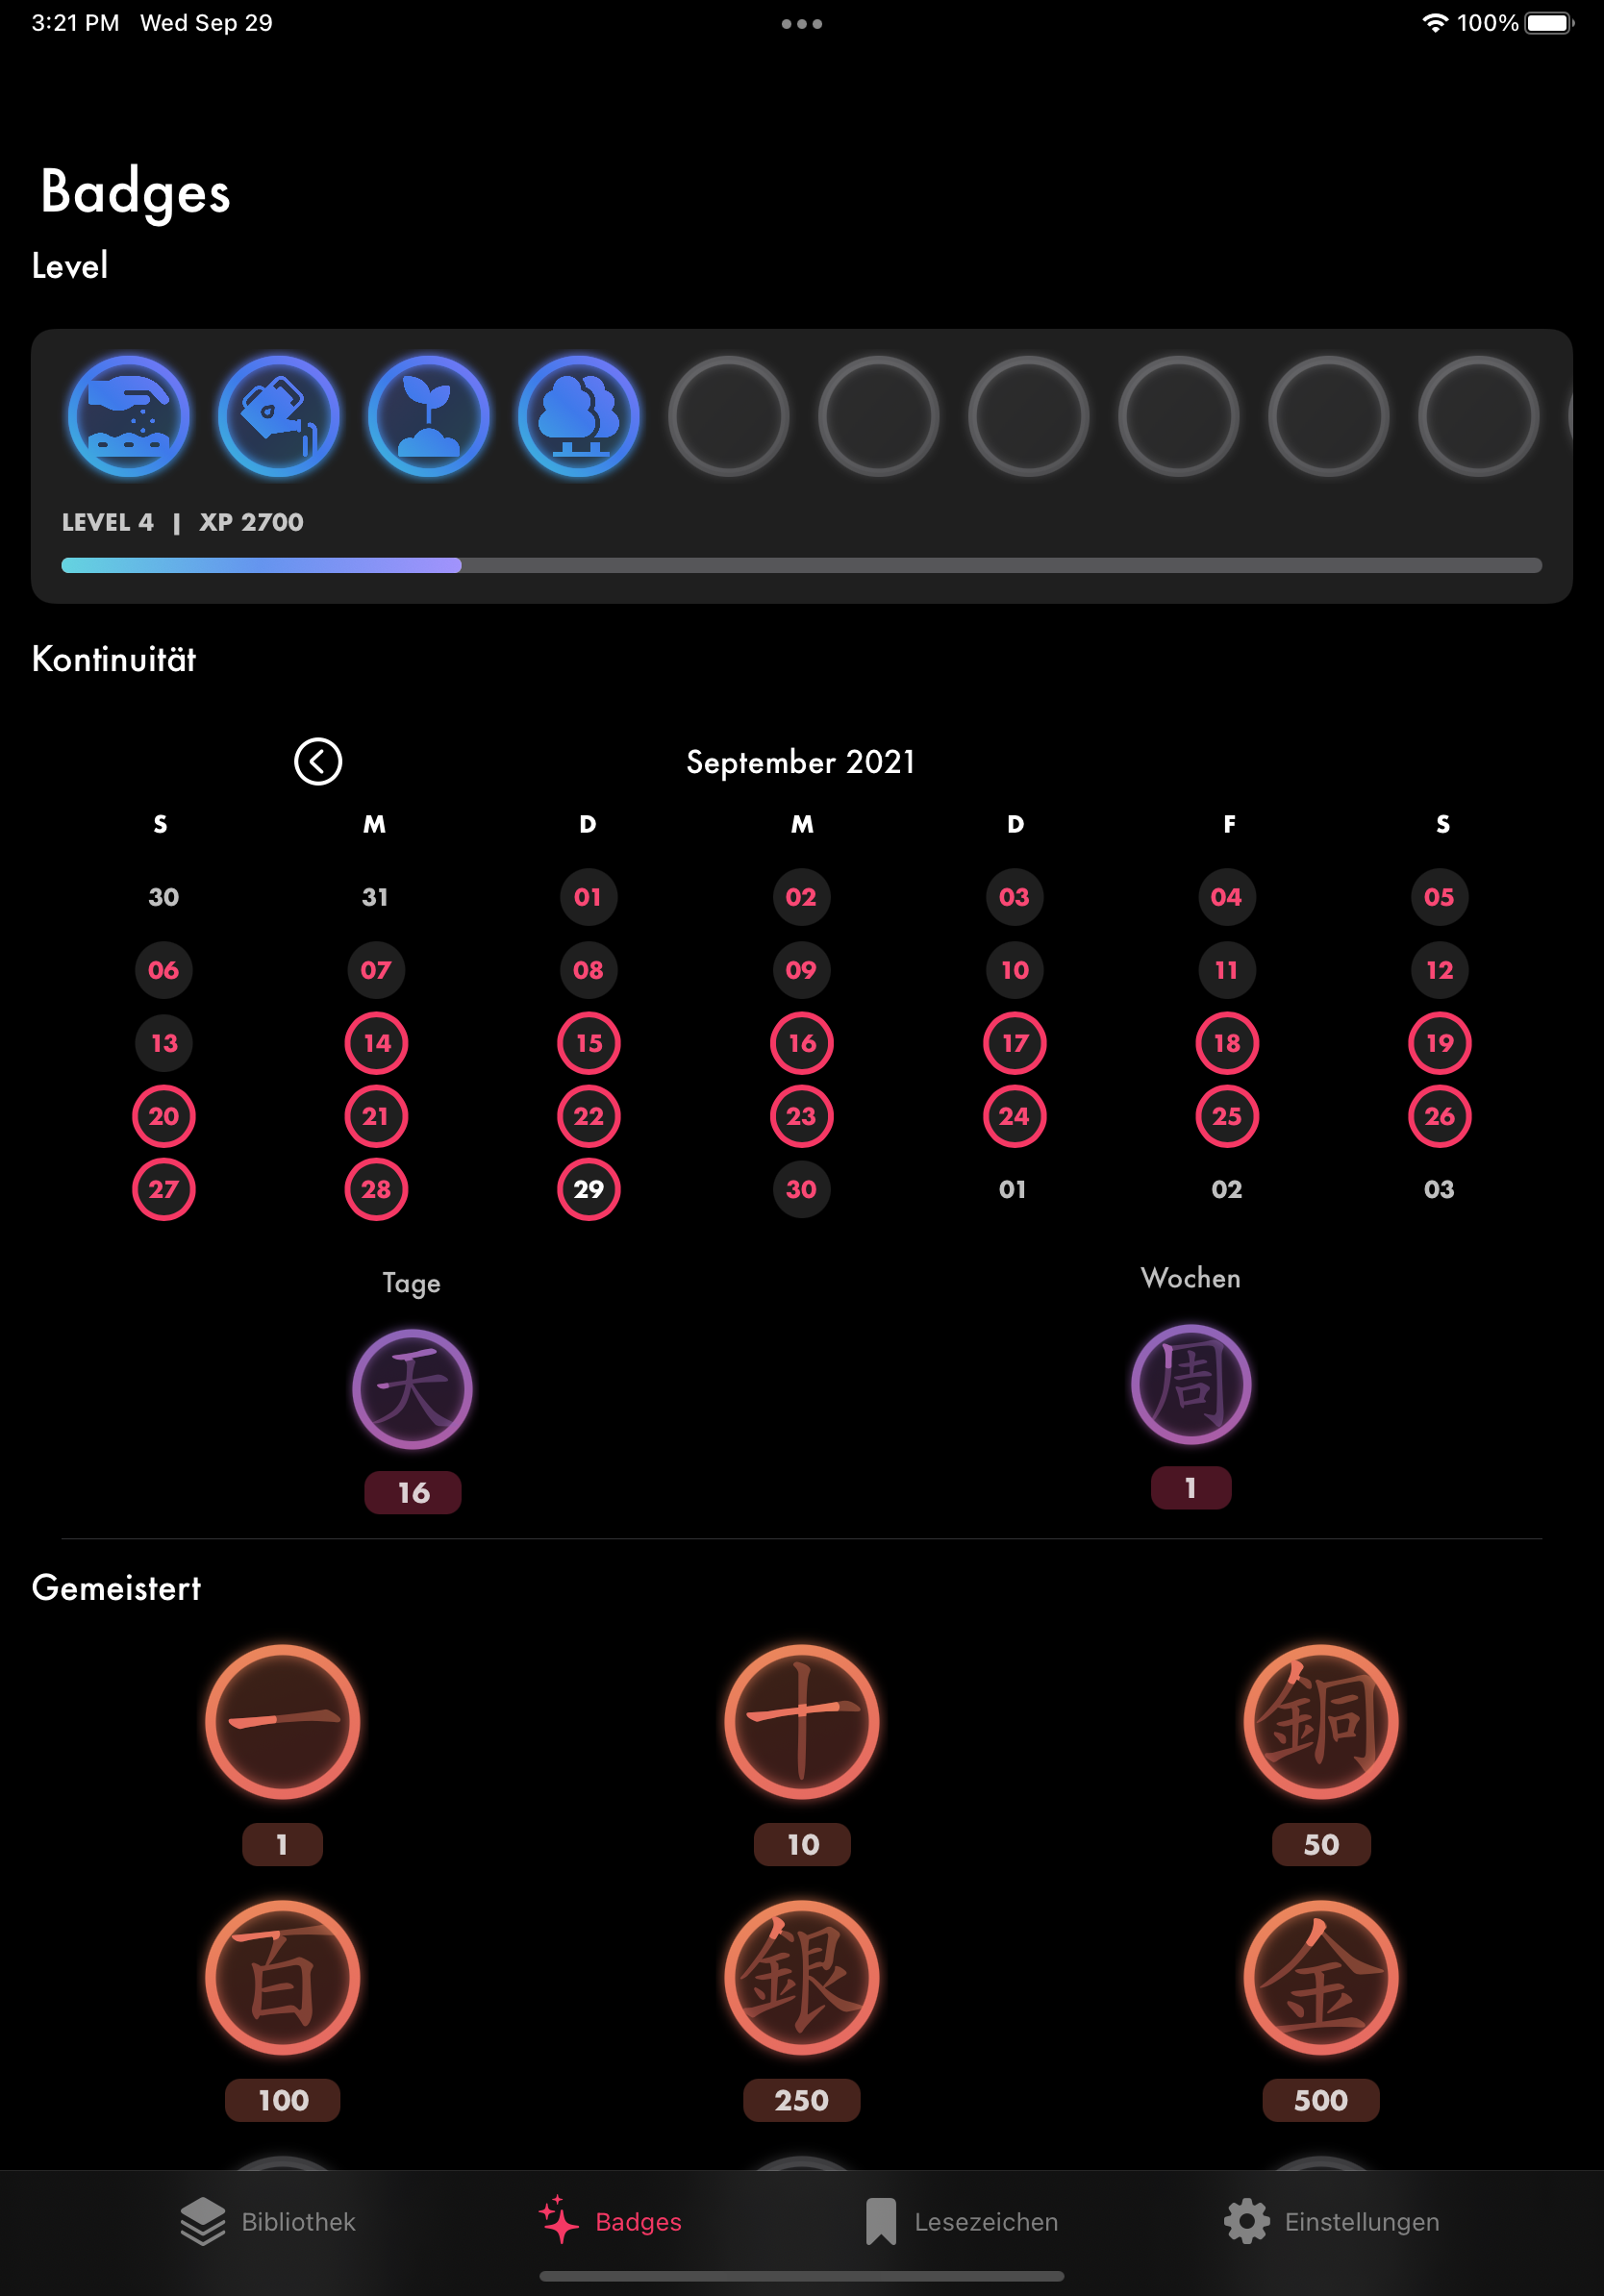 3:21 PM Wed Sep 29 100%
Badges
Level
LEVEL 4 | XP 2700
Kontinuität
September 2021
S M D M D F S
30 31 01 02 03 04 05
06 07 08 09 10 11 12
13 14 15 16 17 18 19
20 21 22 23 24 25 26
27 28 29 30 01 02 03
Tage Wochen
天 周
16 1
Gemeistert
一 十 銅
1 10 50
百 銀 金
100 250 500
Bibliothek Badges Lesezeichen Einstellungen